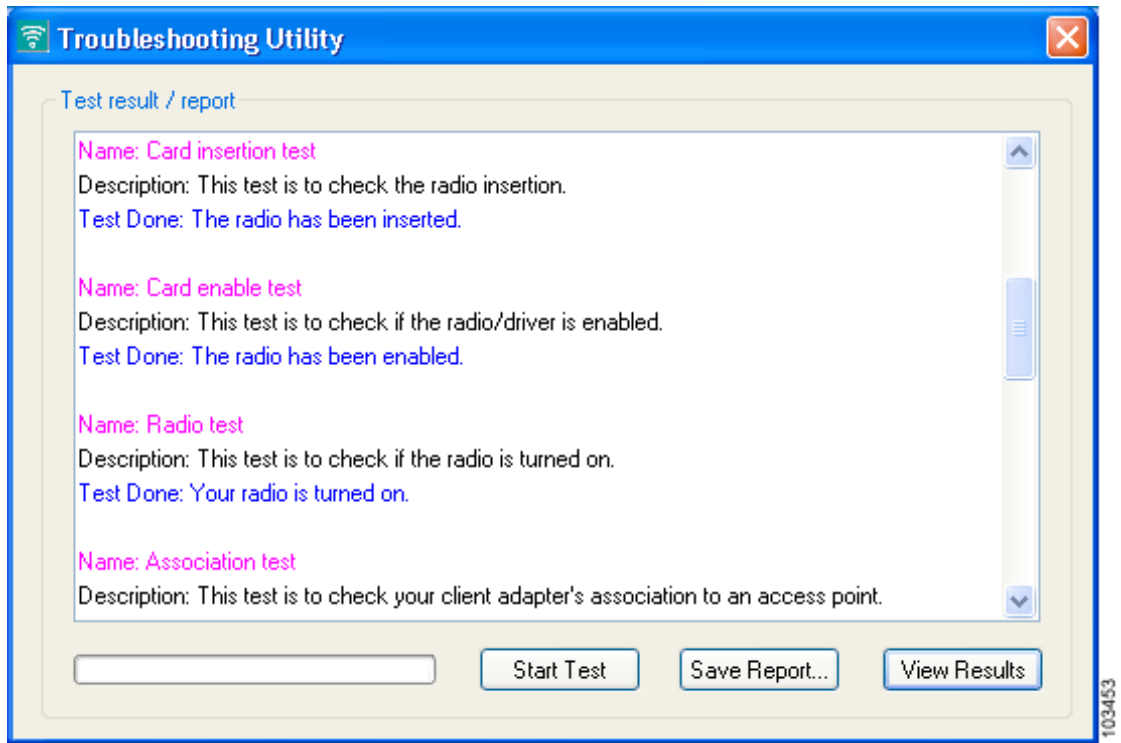 Troubleshooting Utility
Test result / report
Name: Card insertion test
Description: This test is to check the radio insertion.
Test Done: The radio has been inserted.
Name: Card enable test
Description: This test is to check if the radio/driver is enabled.
Test Done: The radio has been enabled.
Name: Radio test
Description: This test is to check if the radio is turned on.
Test Done: Your radio is turned on.
Name: Association test
Description: This test is to check your client adapter's association to an access point.
Start Test
Save Report...
View Results
103453